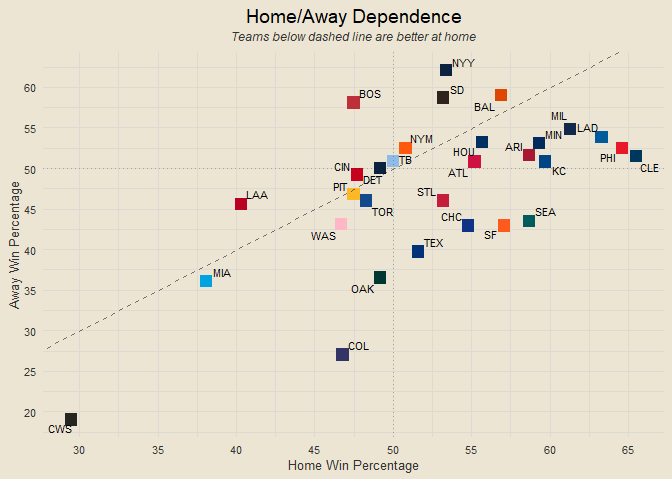 Home/Away Dependence
Teams below dashed line are better at home
NYY
60
SD
BOS
BAL
MIL
55
LAD
NYM
MIN
HOU
ARI
TB
PHI
50
CIN
CLE
DET
ATL
KC
PIT
STL
LAA
45
TOR
CHC
SEA
WAS
SF
40
TEX
MIA
OAK
35
30
COL
25
20
CWS
30
35
40
45
50
55
60
65
Home Win Percentage
Away Win Percentage